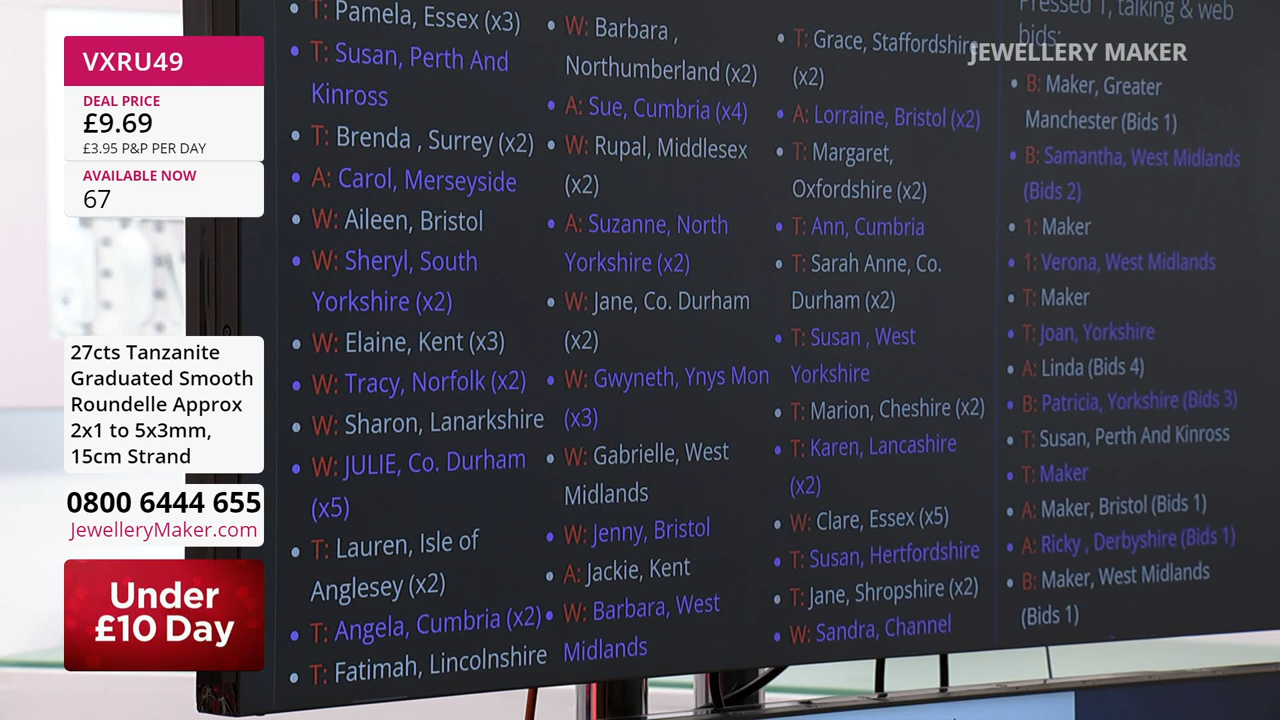 VXRU49
DEAL PRICE
£9.69
£3.95 P&P PER DAY
AVAILABLE NOW
67
27cts Tanzanite
Graduated Smooth
Roundelle Approx
2x1 to 5x3mm,
15cm Strand
0800 6444 655
JewelleryMaker.com
Under
£10 Day
T: Pamela, Essex (x3)
T: Susan, Perth And
Kinross
T: Brenda , Surrey (x2)
A: Carol, Merseyside
W: Aileen, Bristol
W: Sheryl, South
Yorkshire (x2)
W: Elaine, Kent (x3)
W: Tracy, Norfolk (x2)
W: Sharon, Lanarkshire
W: JULIE, Co. Durham
(x5)
T: Lauren, Isle of
Anglesey (x2)
T: Angela, Cumbria (x2)
T: Fatimah, Lincolnshire
W: Barbara ,
Northumberland (x2)
A: Sue, Cumbria (x4)
W: Rupal, Middlesex
(x2)
A: Suzanne, North
Yorkshire (x2)
W: Jane, Co. Durham
(x2)
W: Gwyneth, Ynys Mon
(x3)
W: Gabrielle, West
Midlands
W: Jenny, Bristol
A: Jackie, Kent
W: Barbara, West
Midlands
T: Grace, Staffordshire
(x2)
A: Lorraine, Bristol (x2)
T: Margaret,
Oxfordshire (x2)
T: Ann, Cumbria
T: Sarah Anne, Co.
Durham (x2)
T: Susan , West
Yorkshire
T: Marion, Cheshire (x2)
T: Karen, Lancashire
(x2)
W: Clare, Essex (x5)
T: Susan, Hertfordshire
T: Jane, Shropshire (x2)
W: Sandra, Channel
Pressed 1, talking & web
bids:
JEWELLERY MAKER
B: Maker, Greater
Manchester (Bids 1)
B: Samantha, West Midlands
(Bids 2)
1: Maker
1: Verona, West Midlands
T: Maker
T: Joan, Yorkshire
A: Linda (Bids 4)
B: Patricia, Yorkshire (Bids 3)
T: Susan, Perth And Kinross
T: Maker
A: Maker, Bristol (Bids 1)
A: Ricky , Derbyshire (Bids 1)
B: Maker, West Midlands
(Bids 1)